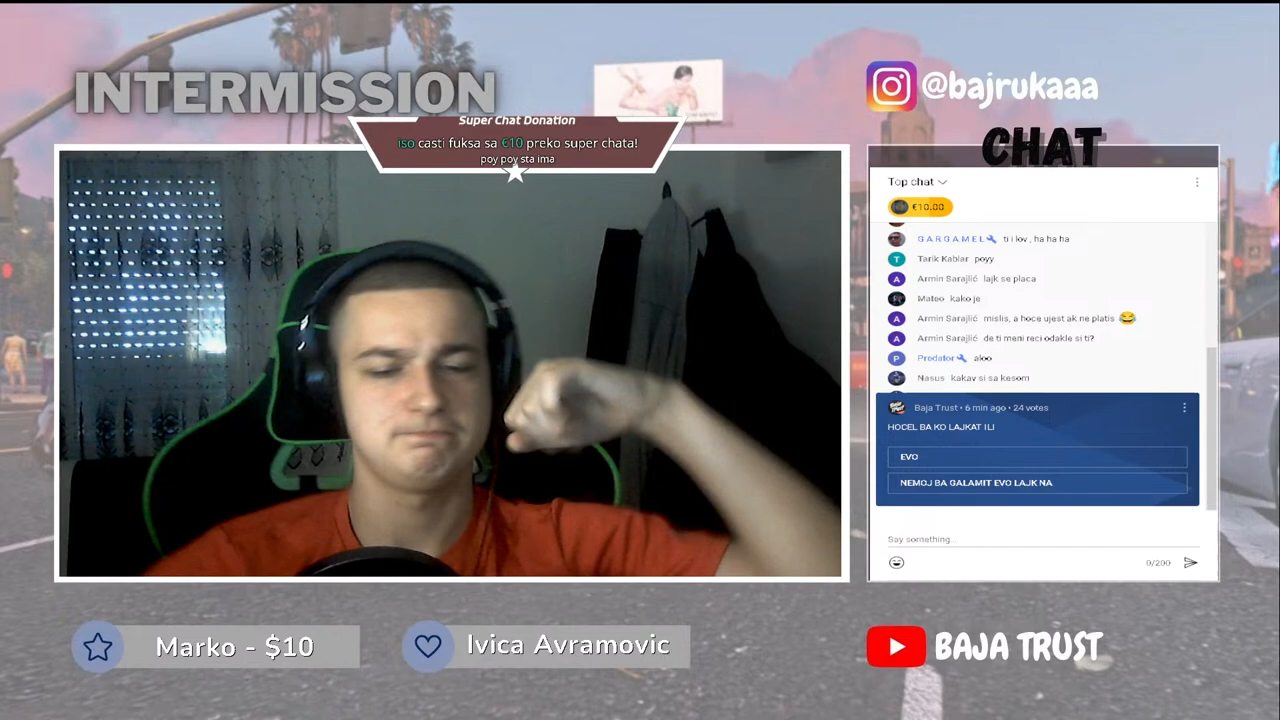 INTERMISSION
Super Chat Donation
iso casti fuksa sa €10 preko super chata!
poy poy sta ima
@bajrukaaa
CHAT
Top chat
€10.00
GARGAMEL ti i lov , ha ha ha
T Tarik Kablar poyy
A Armin Sarajlić lajk se placa
Mateo kako je
A Armin Sarajlić mislis, a hoce ujest ak ne platis 😂
A Armin Sarajlić de ti meni reci odakle si ti?
P Predator aloo
Nasus kakav si sa kesom
Baja Trust • 6 min ago • 24 votes
HOCEL BA KO LAJKAT ILI
EVO
NEMOJ BA GALAMIT EVO LAJK NA
Say something...
0/200
Marko - $10
Ivica Avramovic
BAJA TRUST